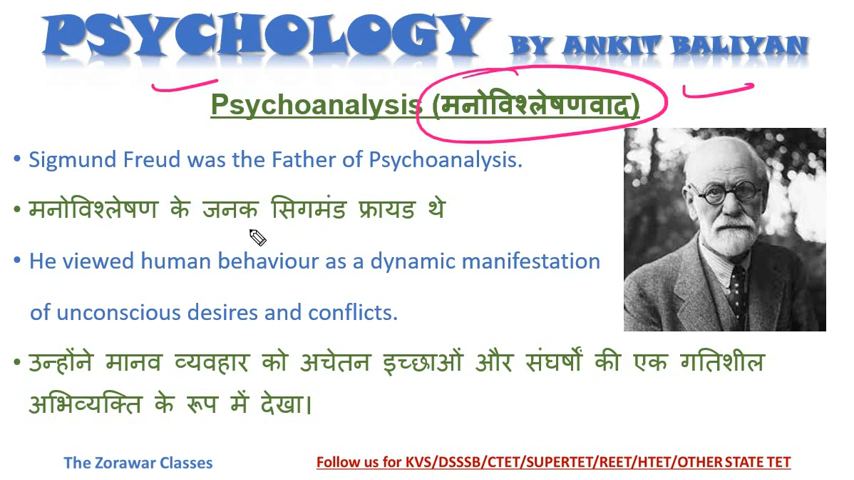 PSYCHOLOGY BY ANKIT BALIYAN
Psychoanalysis (मनोविश्लेषणवाद)
• Sigmund Freud was the Father of Psychoanalysis.
• मनोविश्लेषण के जनक सिगमंड फ्रायड थे
• He viewed human behaviour as a dynamic manifestation
of unconscious desires and conflicts.
• उन्होंने मानव व्यवहार को अचेतन इच्छाओं और संघर्षों की एक गतिशील
अभिव्यक्ति के रूप में देखा।
The Zorawar Classes Follow us for KVS/DSSSB/CTET/SUPERTET/REET/HTET/OTHER STATE TET